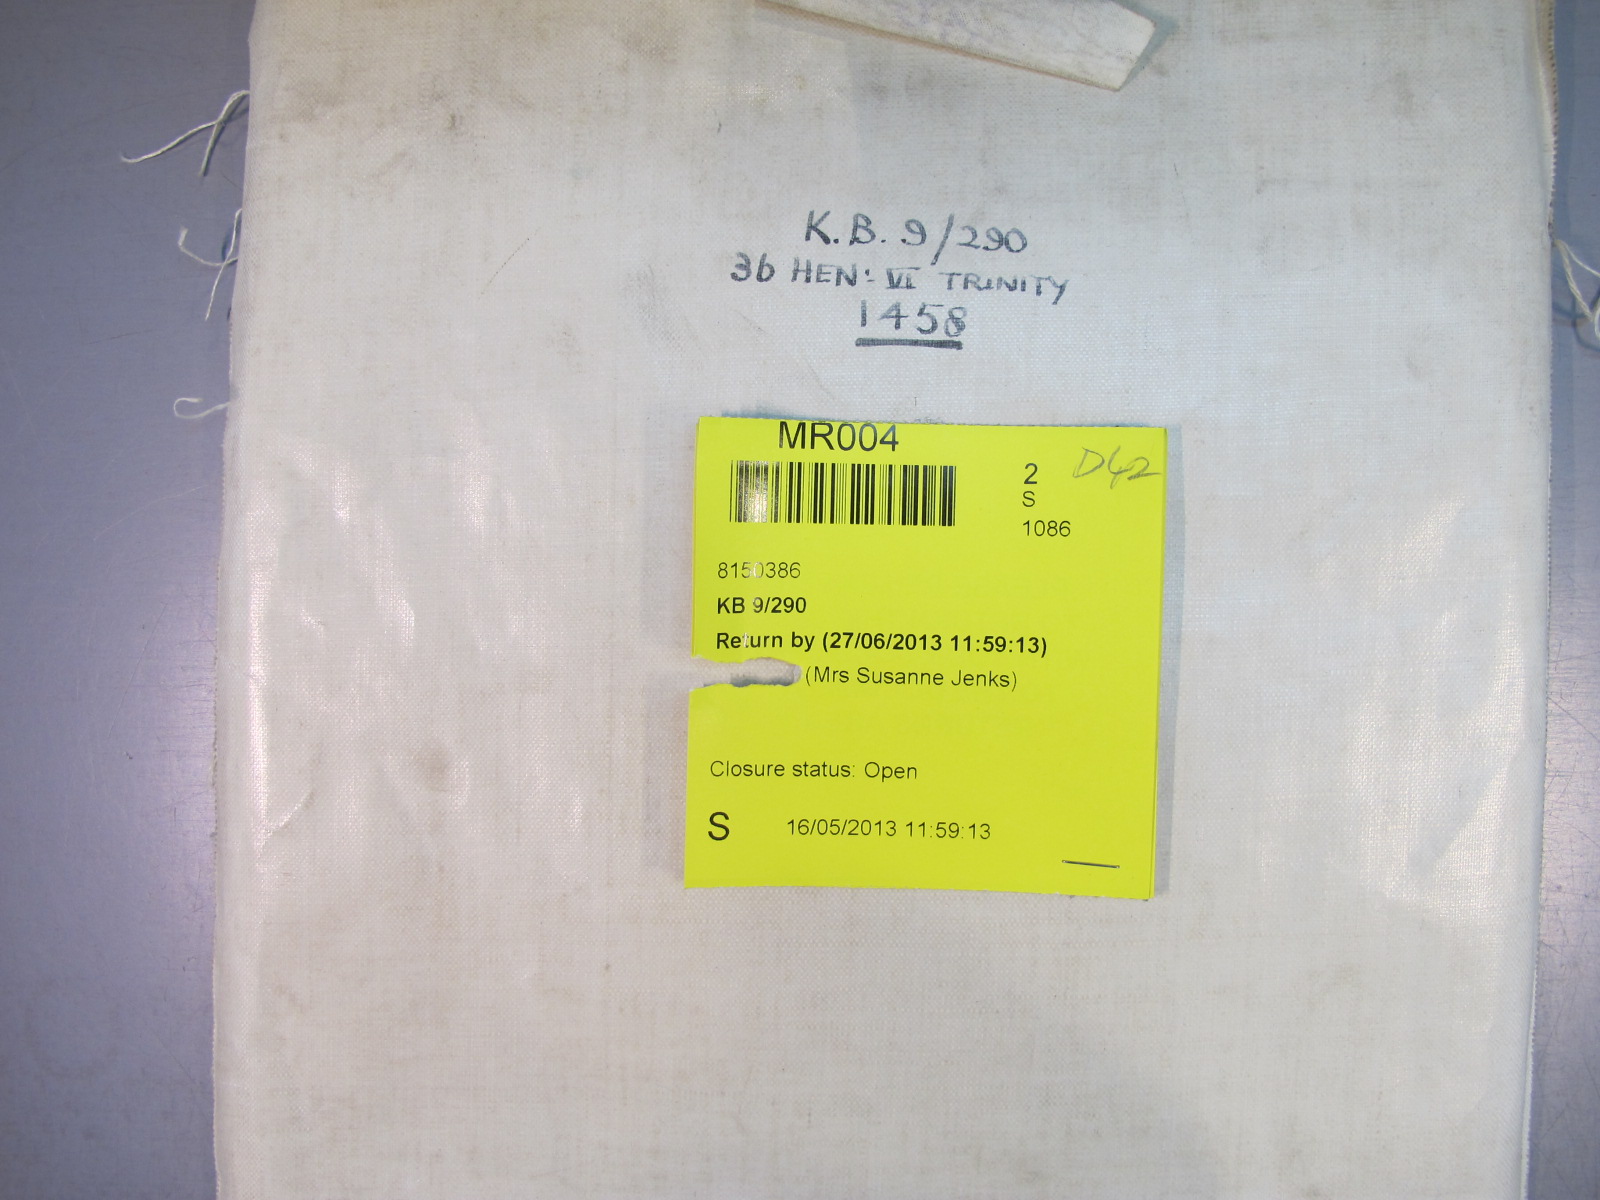 K.B. 9/290
36 HEN: VI TRINITY
1458
MR004
D42
2
S
1086
8150386
KB 9/290
Return by (27/06/2013 11:59:13)
(Mrs Susanne Jenks)
Closure status: Open
S 16/05/2013 11:59:13